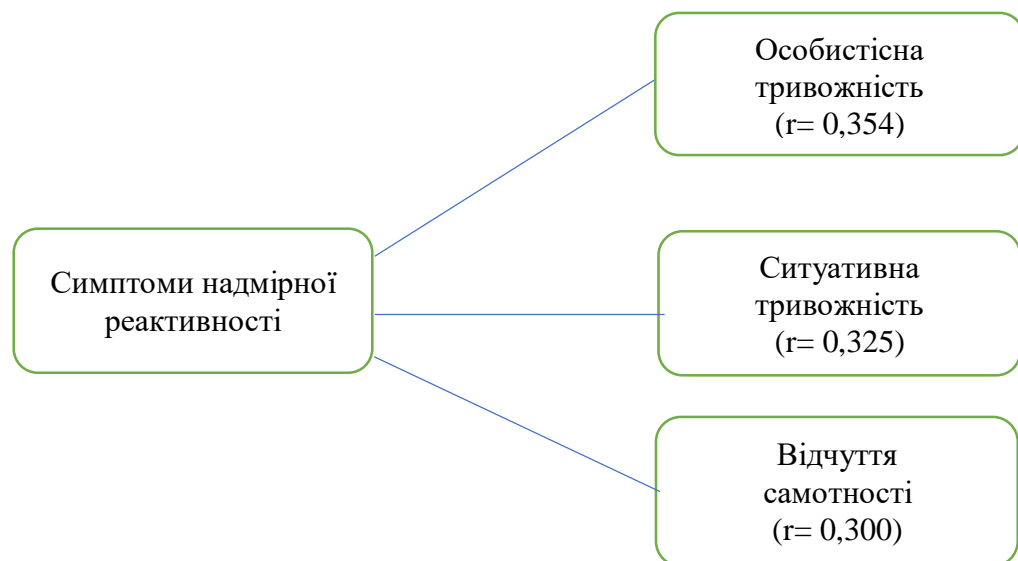 Особистісна
тривожність
(r= 0,354)
Симптоми надмірної
реактивності
Ситуативна
тривожність
(r= 0,325)
Відчуття
самотності
(r= 0,300)